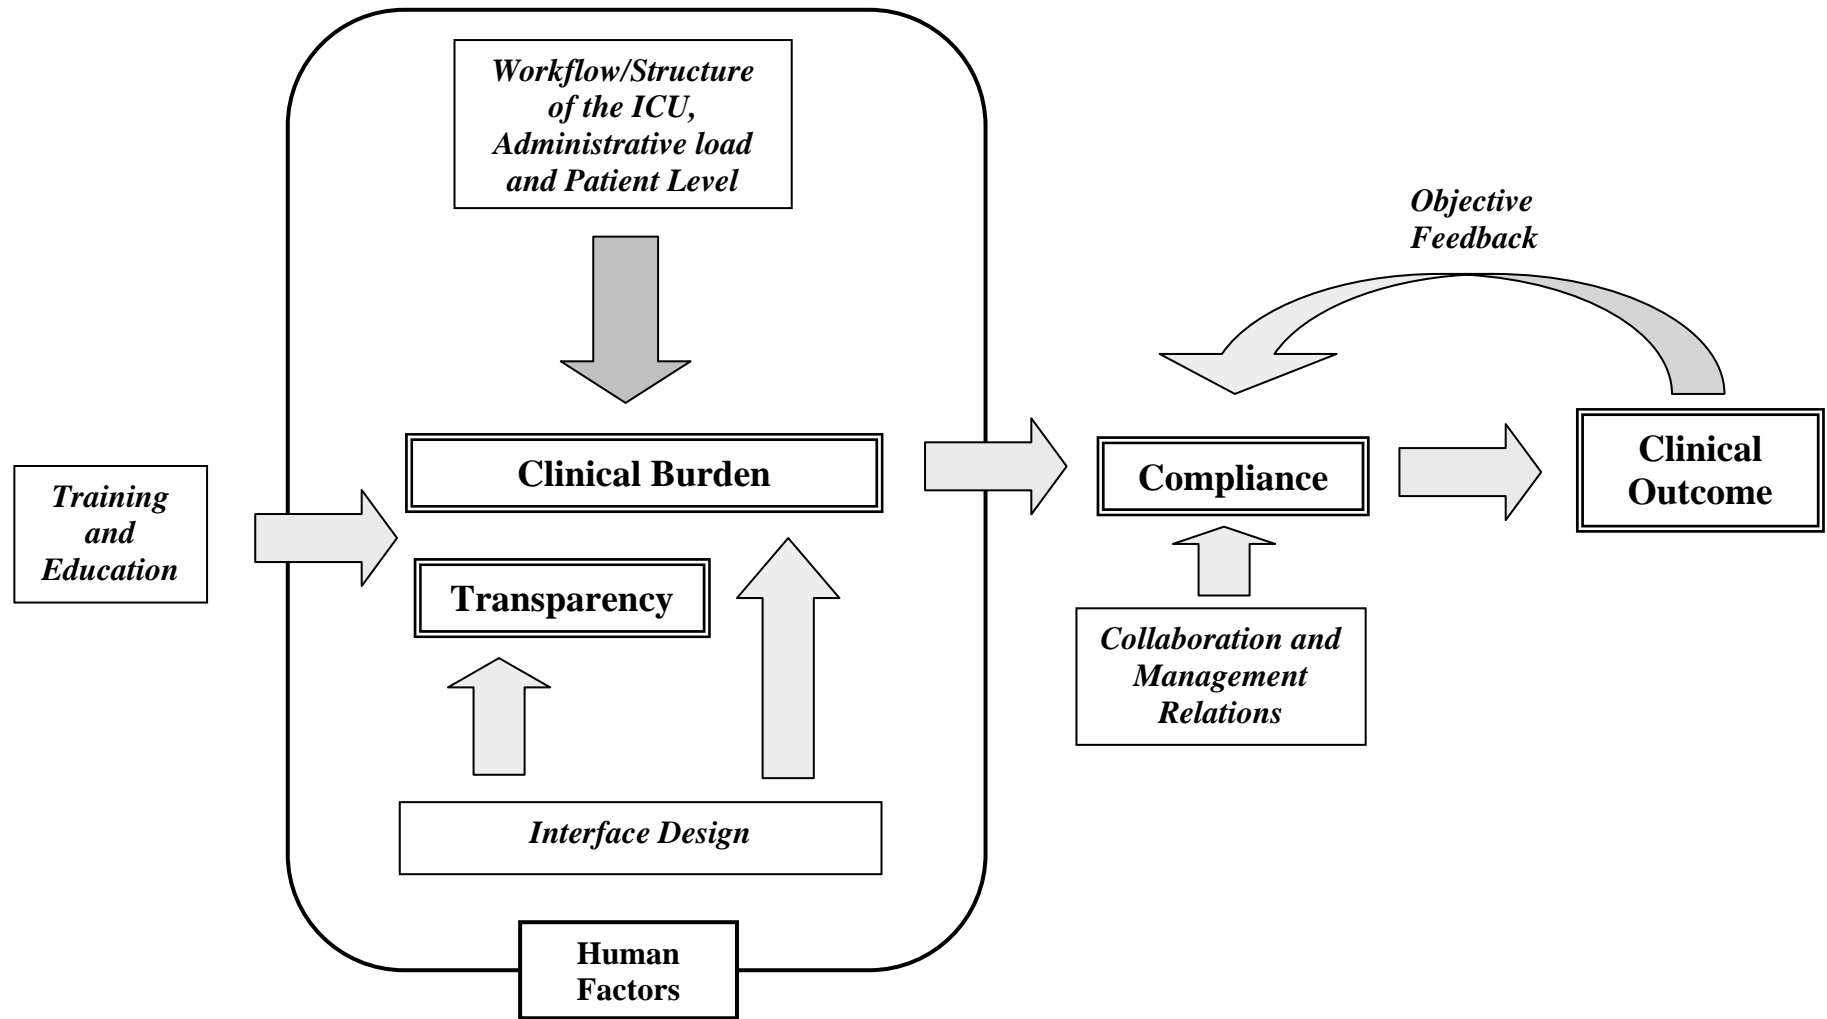 Workflow/Structure
of the ICU,
Administrative load
and Patient Level
Objective
Feedback
Clinical Burden
Compliance
Clinical
Outcome
Training
and
Education
Transparency
Collaboration and
Management
Relations
Interface Design
Human
Factors